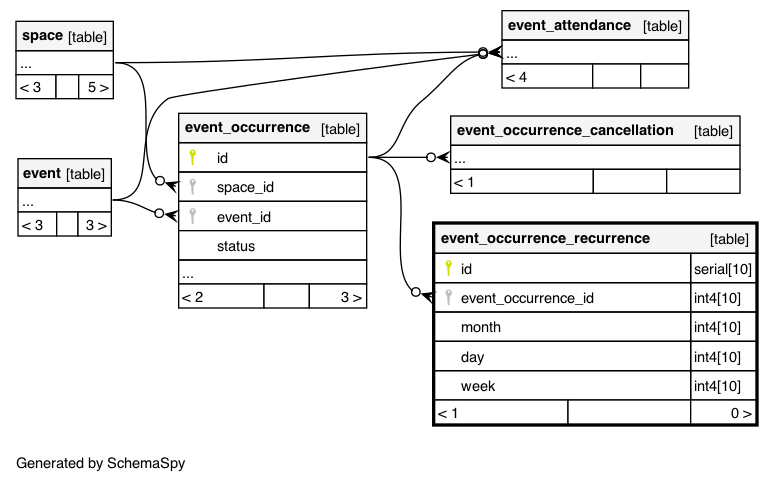 space [table]
...
< 3 5 >
event [table]
...
< 3 3 >
event_occurrence [table]
id
space_id
event_id
status
...
< 2 3 >
event_attendance [table]
...
< 4
event_occurrence_cancellation [table]
...
< 1
event_occurrence_recurrence [table]
id serial[10]
event_occurrence_id int4[10]
month int4[10]
day int4[10]
week int4[10]
< 1 0 >
Generated by SchemaSpy